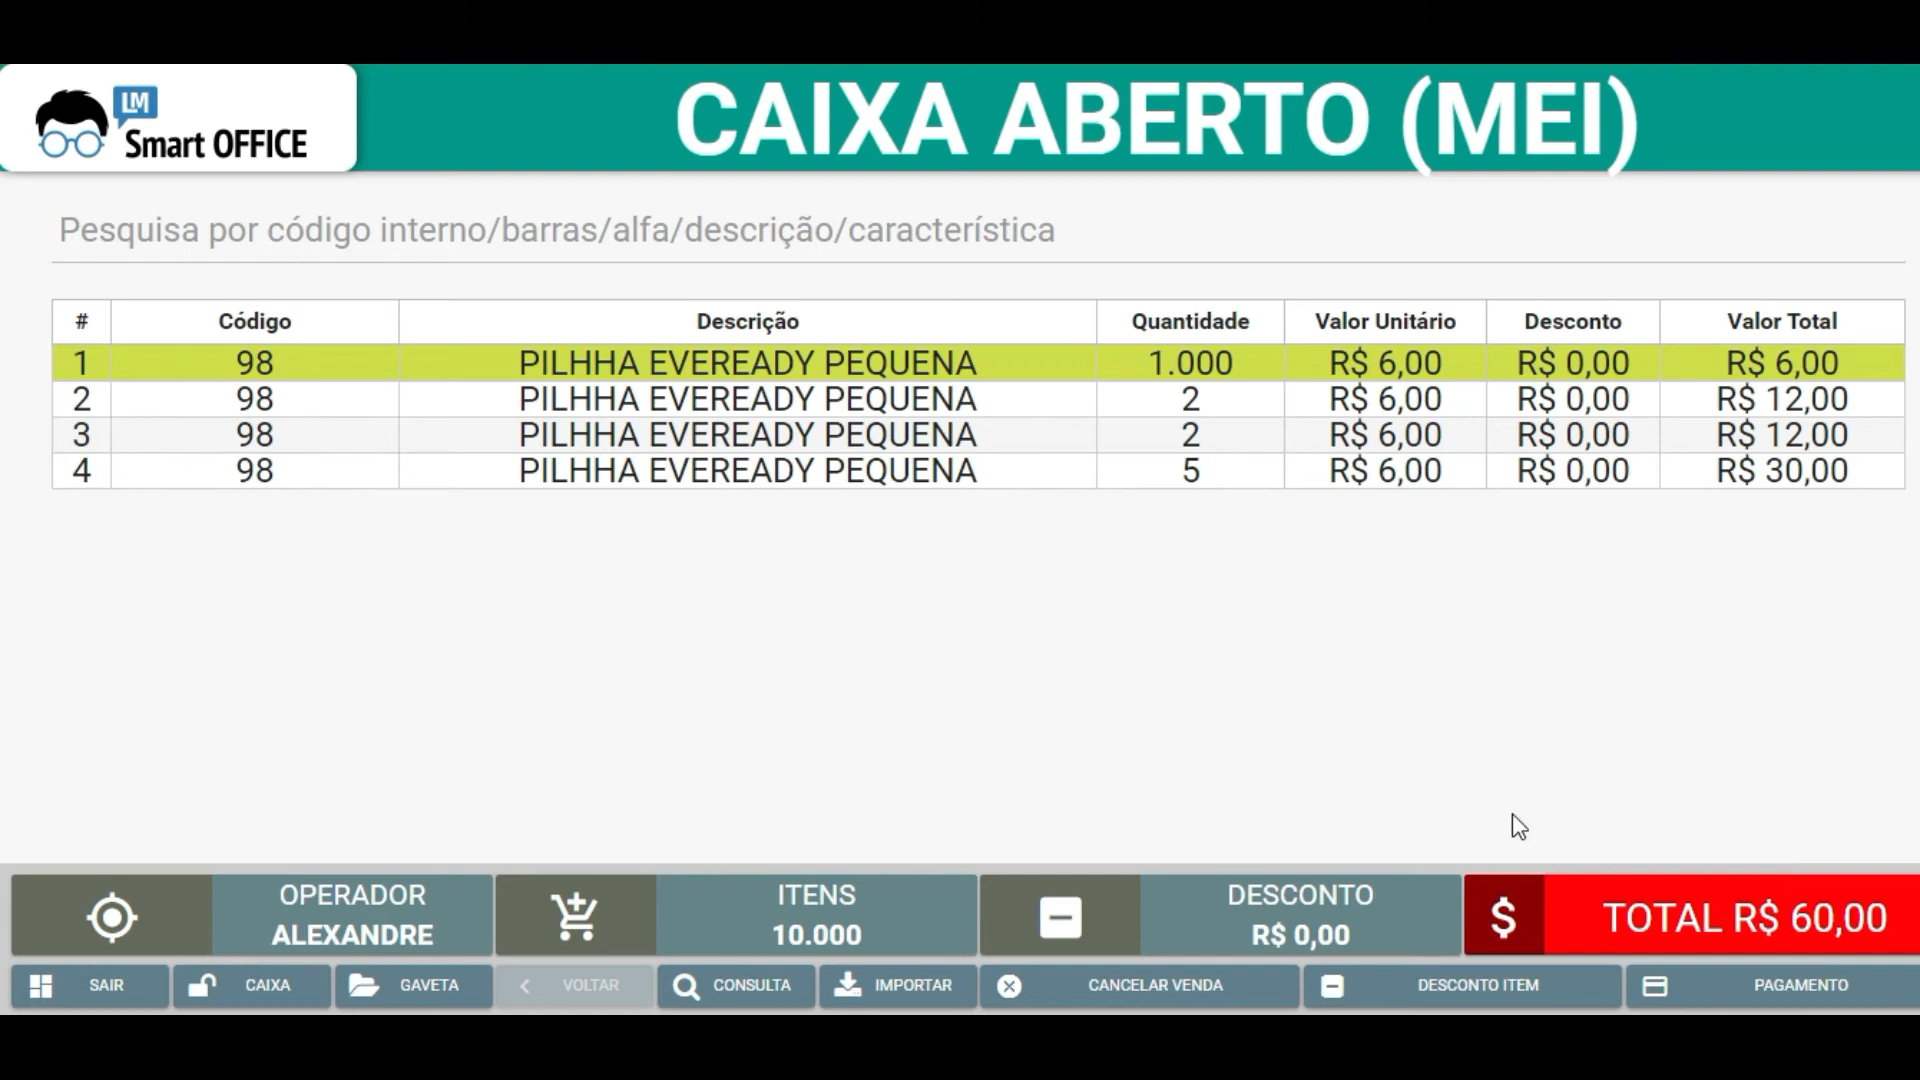 LM
Smart OFFICE
CAIXA ABERTO (MEI)
Pesquisa por código interno/barras/alfa/descrição/característica
# Código Descrição Quantidade Valor Unitário Desconto Valor Total
1 98 PILHHA EVEREADY PEQUENA 1.000 R$ 6,00 R$ 0,00 R$ 6,00
2 98 PILHHA EVEREADY PEQUENA 2 R$ 6,00 R$ 0,00 R$ 12,00
3 98 PILHHA EVEREADY PEQUENA 2 R$ 6,00 R$ 0,00 R$ 12,00
4 98 PILHHA EVEREADY PEQUENA 5 R$ 6,00 R$ 0,00 R$ 30,00
OPERADOR
ALEXANDRE
ITENS
10.000
DESCONTO
R$ 0,00
$ TOTAL R$ 60,00
SAIR CAIXA GAVETA VOLTAR CONSULTA IMPORTAR CANCELAR VENDA DESCONTO ITEM PAGAMENTO